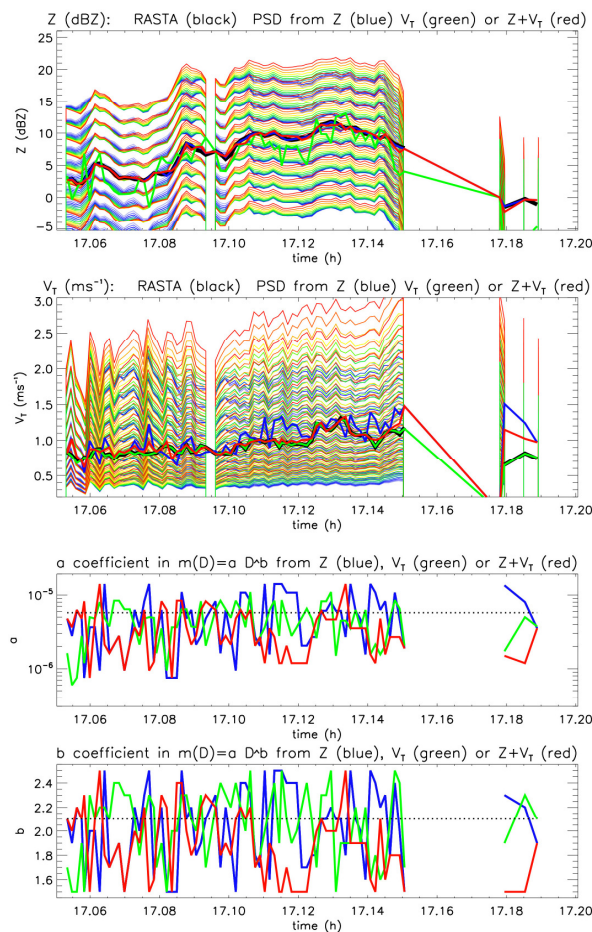 Z (dBZ): RASTA (black) PSD from Z (blue) V_T (green) or Z+V_T (red)
25
20
15
10
5
0
-5
Z (dBZ)
17.06 17.08 17.10 17.12 17.14 17.16 17.18 17.20
time (h)
V_T (ms⁻¹): RASTA (black) PSD from Z (blue) V_T (green) or Z+V_T (red)
3.0
2.5
2.0
1.5
1.0
0.5
V_T (ms⁻¹)
17.06 17.08 17.10 17.12 17.14 17.16 17.18 17.20
time (h)
a coefficient in m(D)=a D^b from Z (blue), V_T (green) or Z+V_T (red)
10⁻⁵
10⁻⁶
a
17.06 17.08 17.10 17.12 17.14 17.16 17.18 17.20
time (h)
b coefficient in m(D)=a D^b from Z (blue), V_T (green) or Z+V_T (red)
2.4
2.2
2.0
1.8
1.6
b
17.06 17.08 17.10 17.12 17.14 17.16 17.18 17.20
time (h)